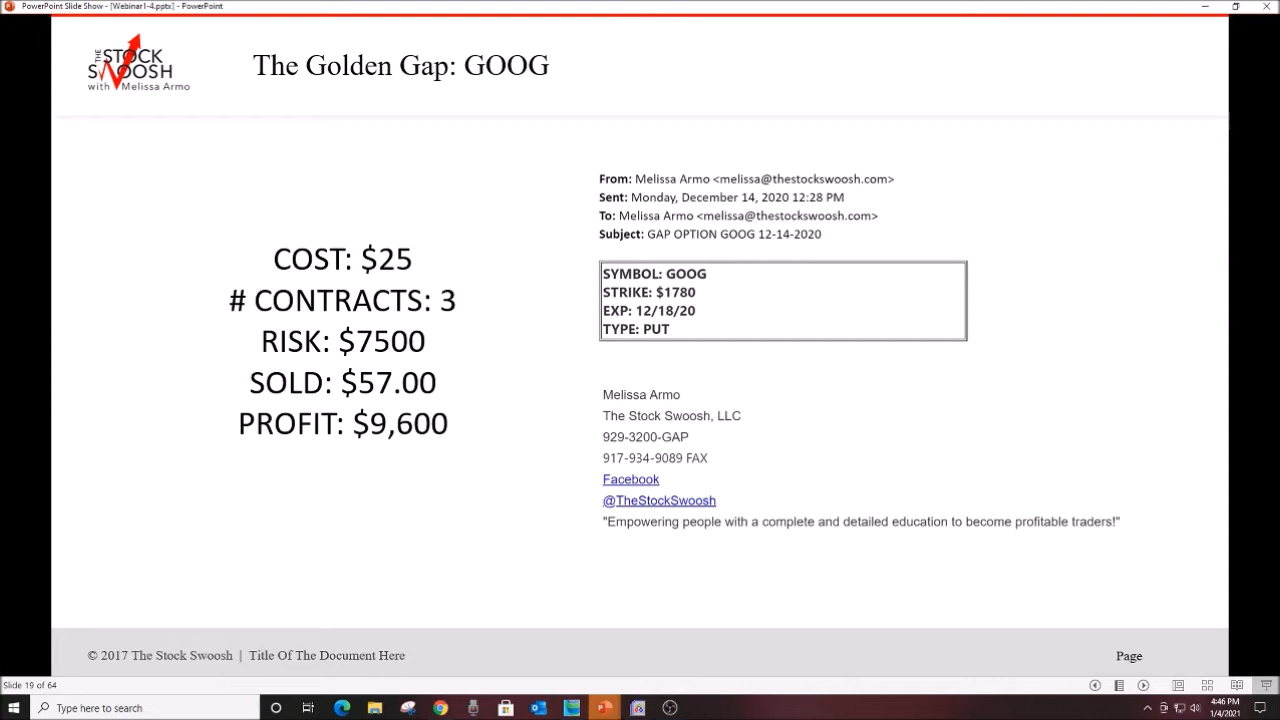 PowerPoint Slide Show - [Webinar1-4.pptx] - PowerPoint
THE STOCK
SWOOSH
with Melissa Armo
The Golden Gap: GOOG
COST: $25
# CONTRACTS: 3
RISK: $7500
SOLD: $57.00
PROFIT: $9,600
From: Melissa Armo <melissa@thestockswoosh.com>
Sent: Monday, December 14, 2020 12:28 PM
To: Melissa Armo <melissa@thestockswoosh.com>
Subject: GAP OPTION GOOG 12-14-2020
SYMBOL: GOOG
STRIKE: $1780
EXP: 12/18/20
TYPE: PUT
Melissa Armo
The Stock Swoosh, LLC
929-3200-GAP
917-934-9089 FAX
Facebook
@TheStockSwoosh
"Empowering people with a complete and detailed education to become profitable traders!"
© 2017 The Stock Swoosh | Title Of The Document Here
Page
Slide 19 of 64
Type here to search
4:46 PM
1/4/2021